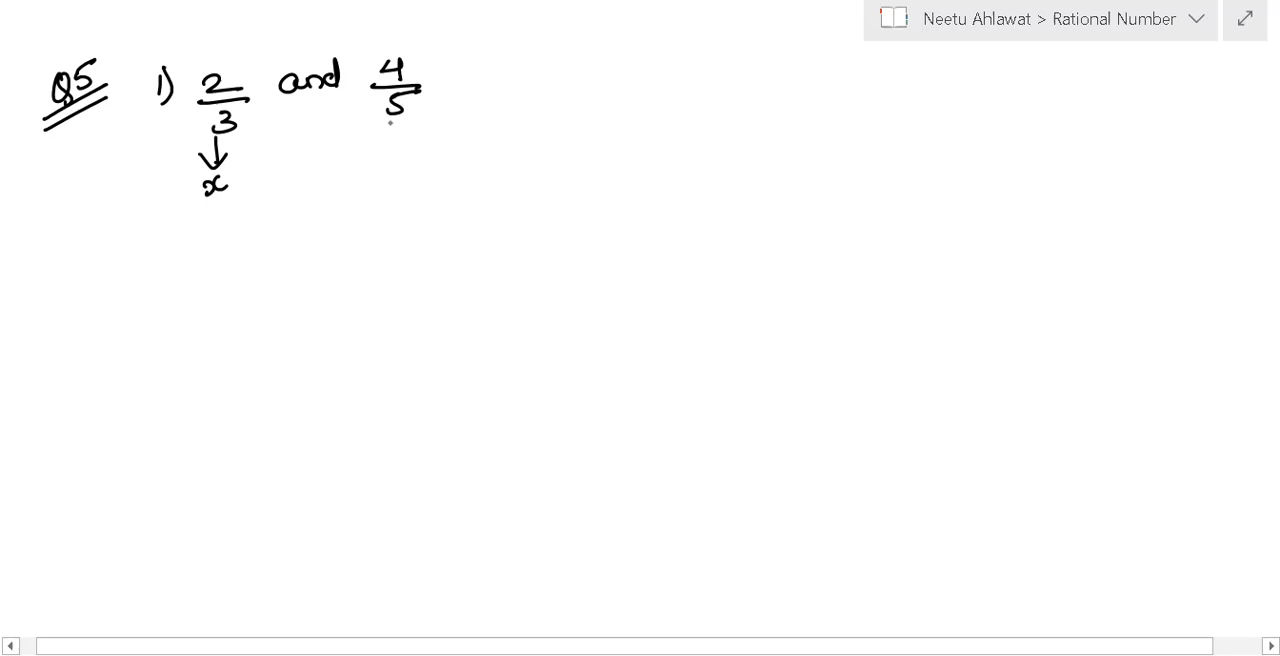 Neetu Ahlawat > Rational Number
Q5 1) 2/3 and 4/5
↓
x